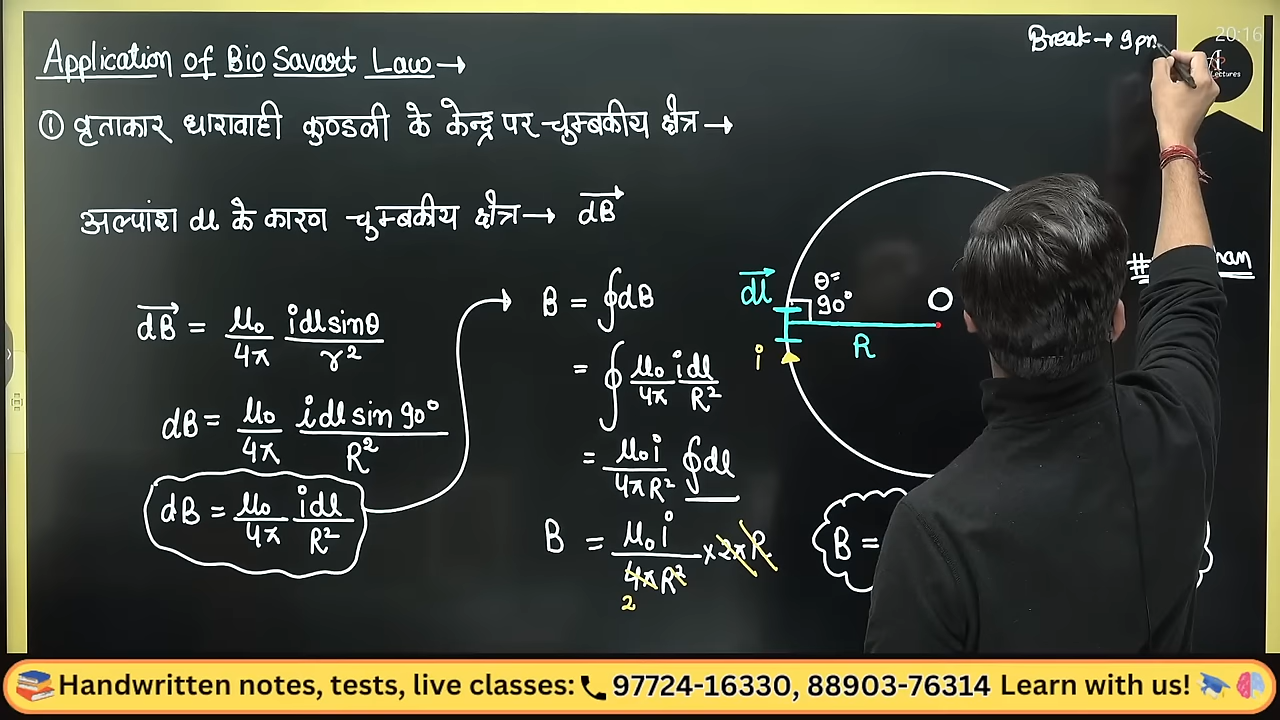 Break → 9 pm
20:16
Application of Bio Savart Law →
① वृताकार धारावाही कुण्डली के केन्द्र पर चुम्बकीय क्षैत्र →
अल्पांश dl के कारण चुम्बकीय क्षैत्र → dB⃗
dB⃗ = μ₀/4π idlsinθ/r²
dB = μ₀/4π idl sin 90°/R²
dB = μ₀/4π idl/R²
B = ∮dB
= ∮ μ₀/4π idl/R²
= μ₀i/4πR² ∮dl
B = μ₀i/4πR² × 2πR
2
dl⃗
θ=
90°
O
R
i
B =
📚Handwritten notes, tests, live classes: 📞 97724-16330, 88903-76314 Learn with us! 🎓 🧠